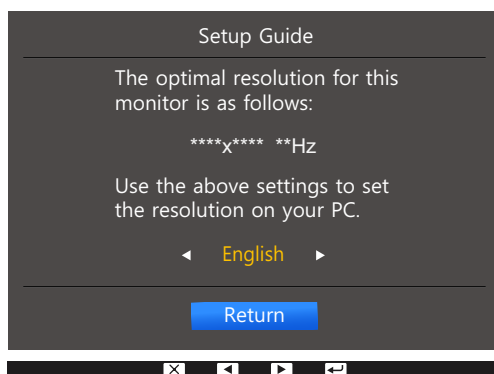 Setup Guide
The optimal resolution for this
monitor is as follows:
****x**** **Hz
Use the above settings to set
the resolution on your PC.
English
Return